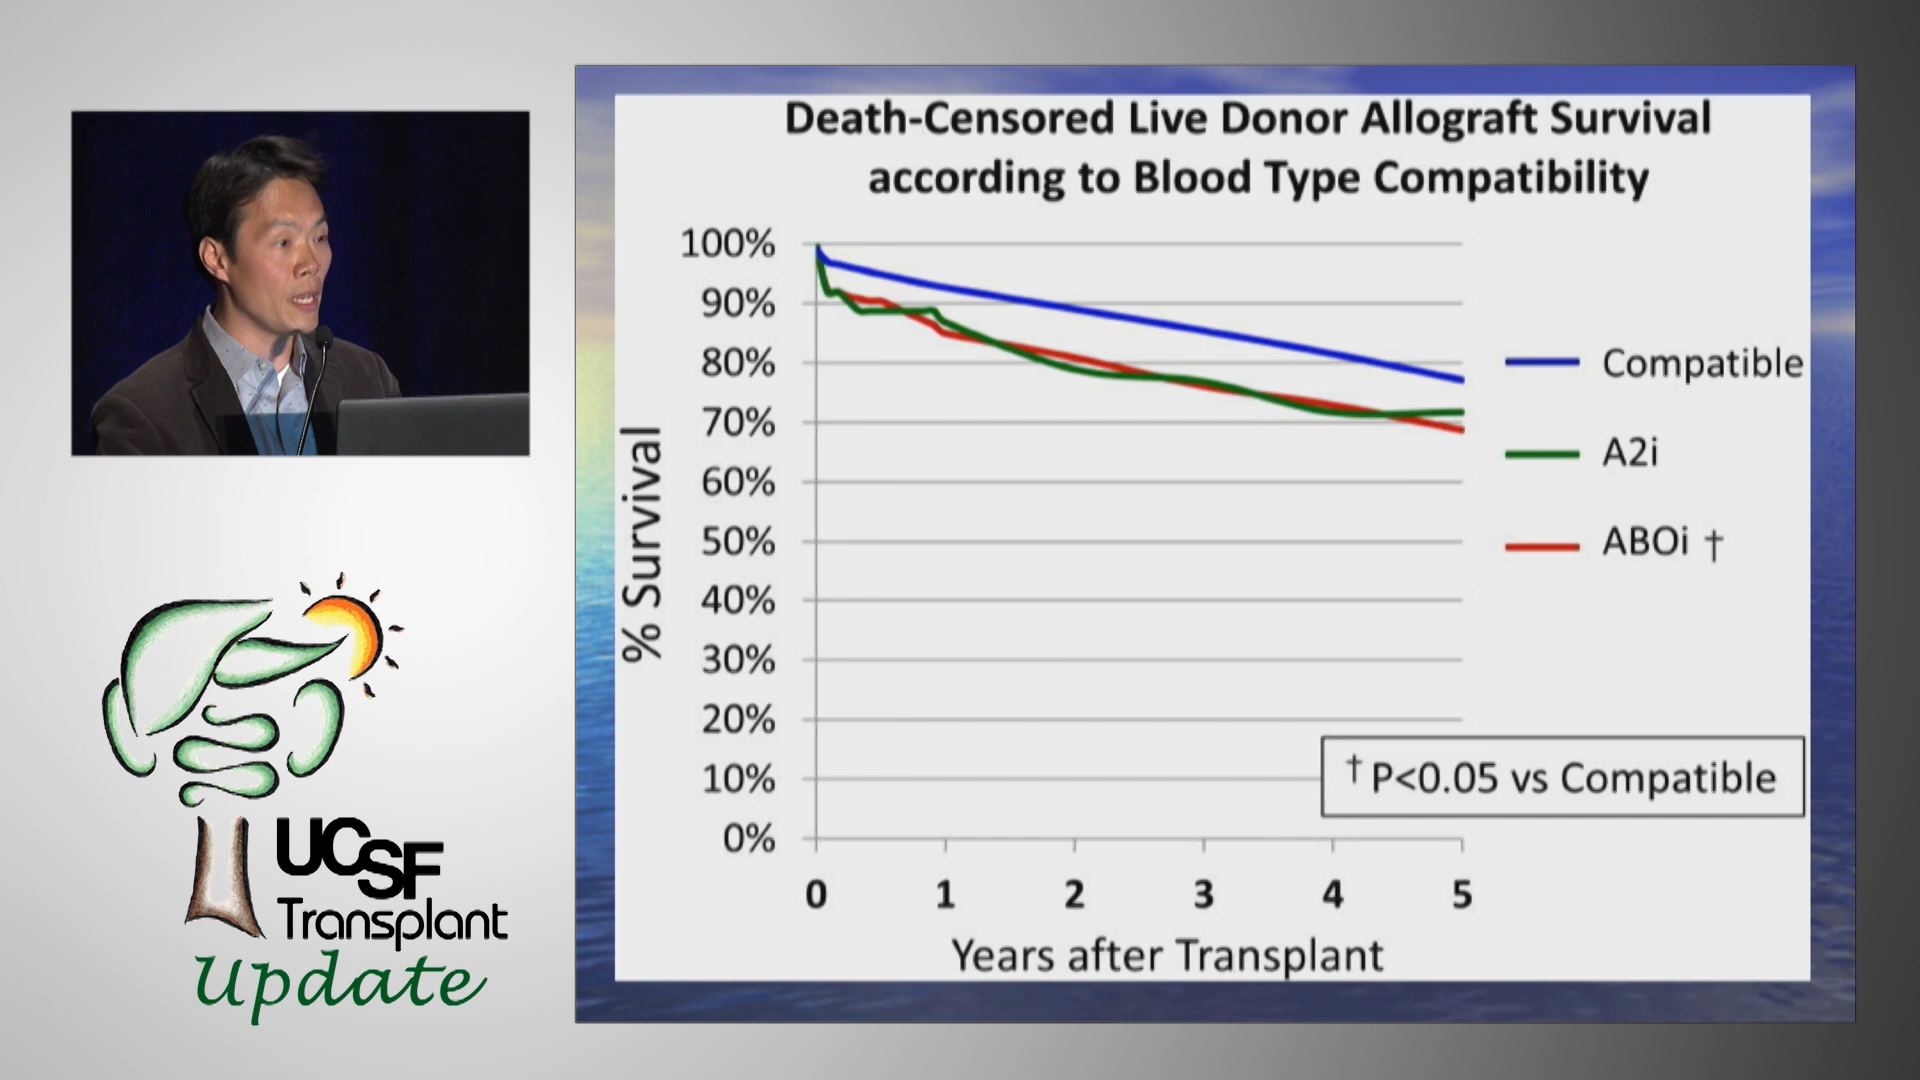 Death-Censored Live Donor Allograft Survival
according to Blood Type Compatibility
100%
90%
80%
70%
60%
50%
40%
30%
20%
10%
0%
% Survival
0 1 2 3 4 5
Years after Transplant
Compatible
A2i
ABOi †
† P<0.05 vs Compatible
UCSF
Transplant
Update